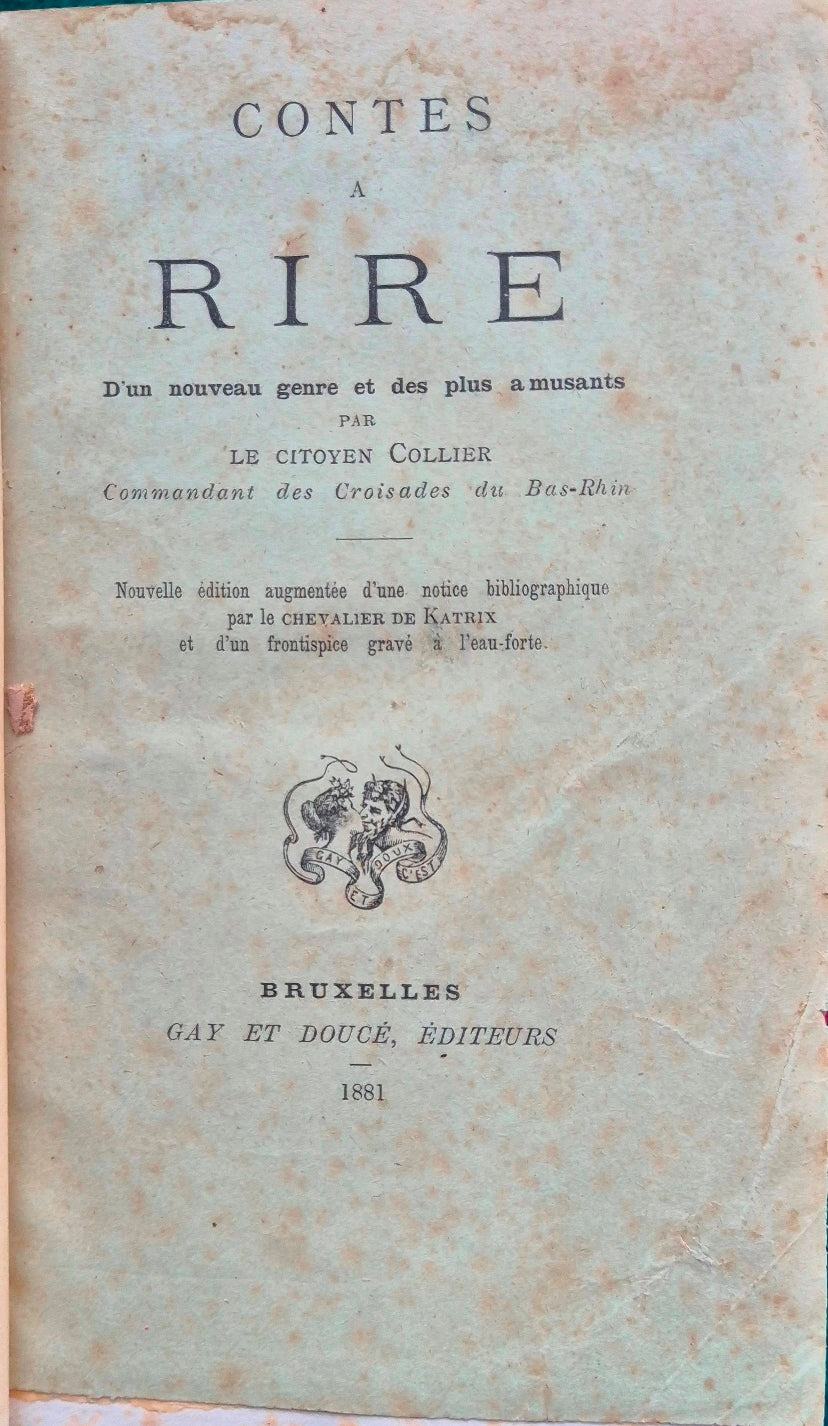 CONTES
A
RIRE
D'un nouveau genre et des plus amusants
PAR
LE CITOYEN COLLIER
Commandant des Croisades du Bas-Rhin
Nouvelle édition augmentée d'une notice bibliographique
par le CHEVALIER DE KATRIX
et d'un frontispice gravé à l'eau-forte.
GAY ET DOUX C'EST
BRUXELLES
GAY ET DOUCÉ, ÉDITEURS
1881